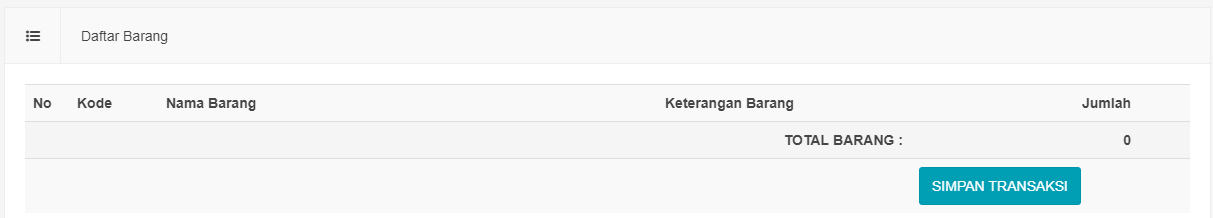 Daftar Barang
No Kode Nama Barang Keterangan Barang Jumlah
TOTAL BARANG : 0
SIMPAN TRANSAKSI